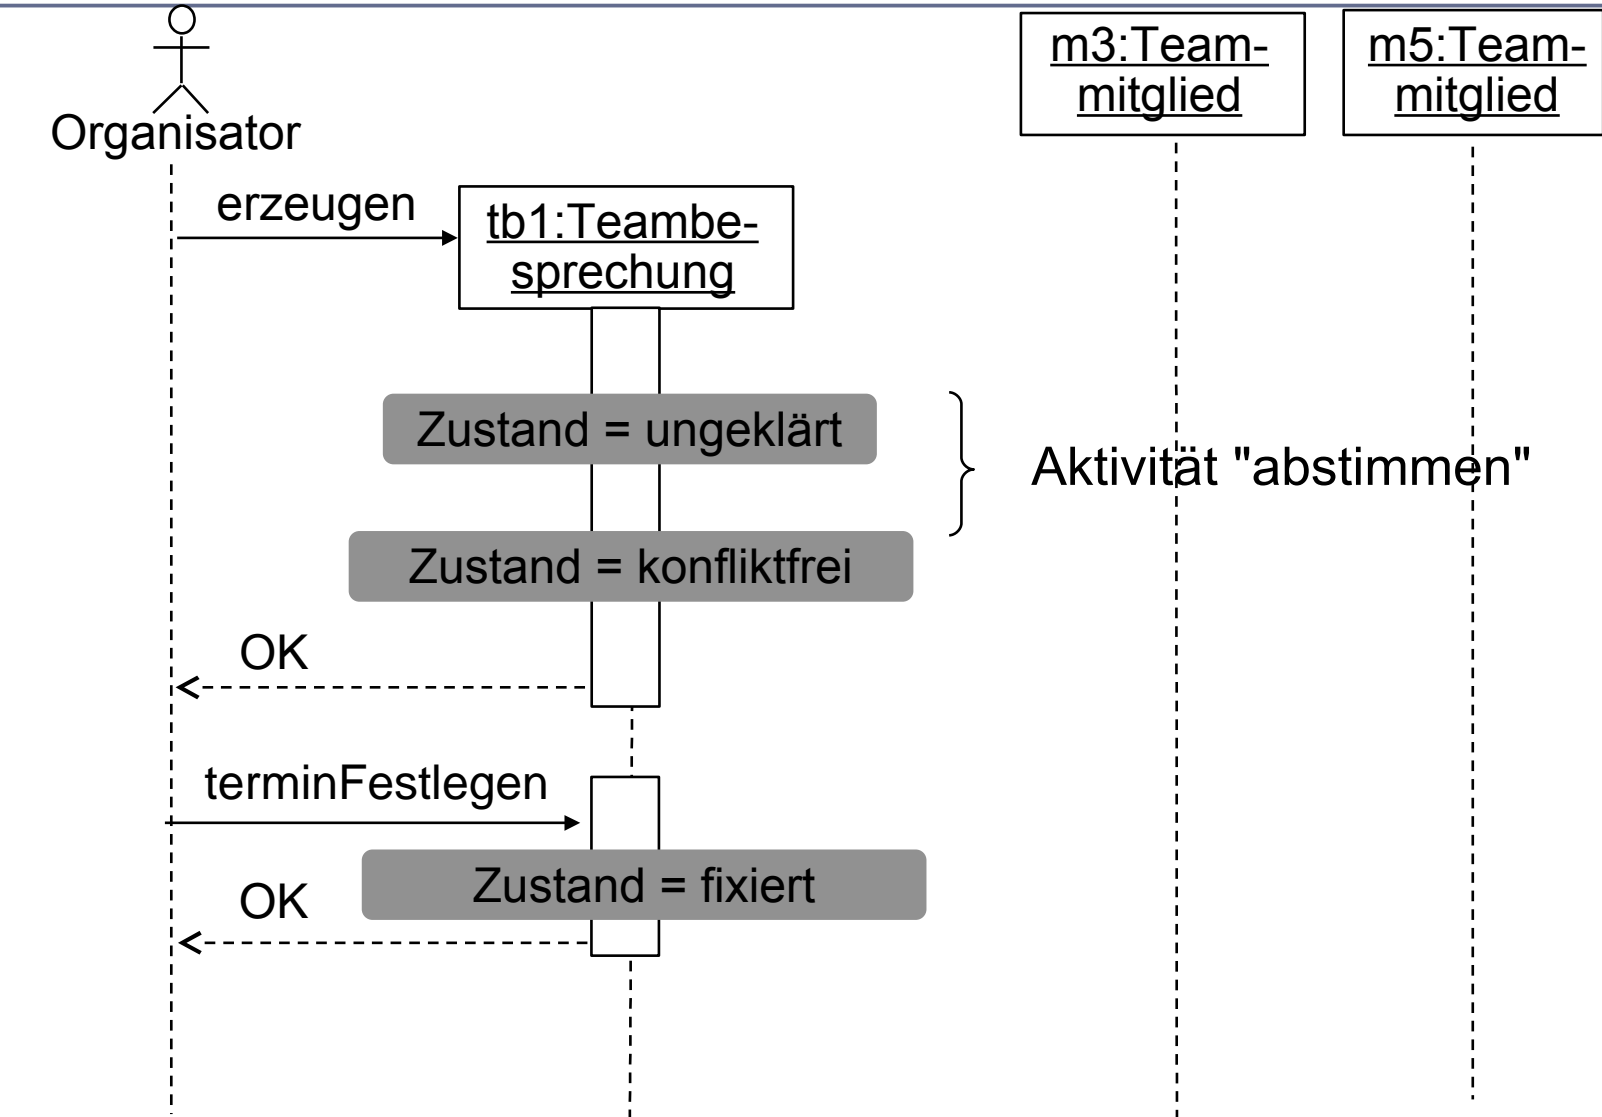 m3:Team-
mitglied
m5:Team-
mitglied
Organisator
erzeugen
tb1:Teambe-
sprechung
Zustand = ungeklärt
Aktivität "abstimmen"
Zustand = konfliktfrei
OK
terminFestlegen
Zustand = fixiert
OK